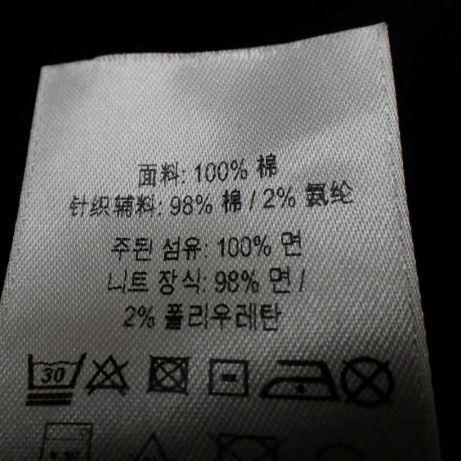 面料: 100% 棉
针织辅料: 98% 棉 / 2% 氨纶
주된 섬유: 100% 면
니트 장식: 98% 면 /
2% 폴리우레탄
30